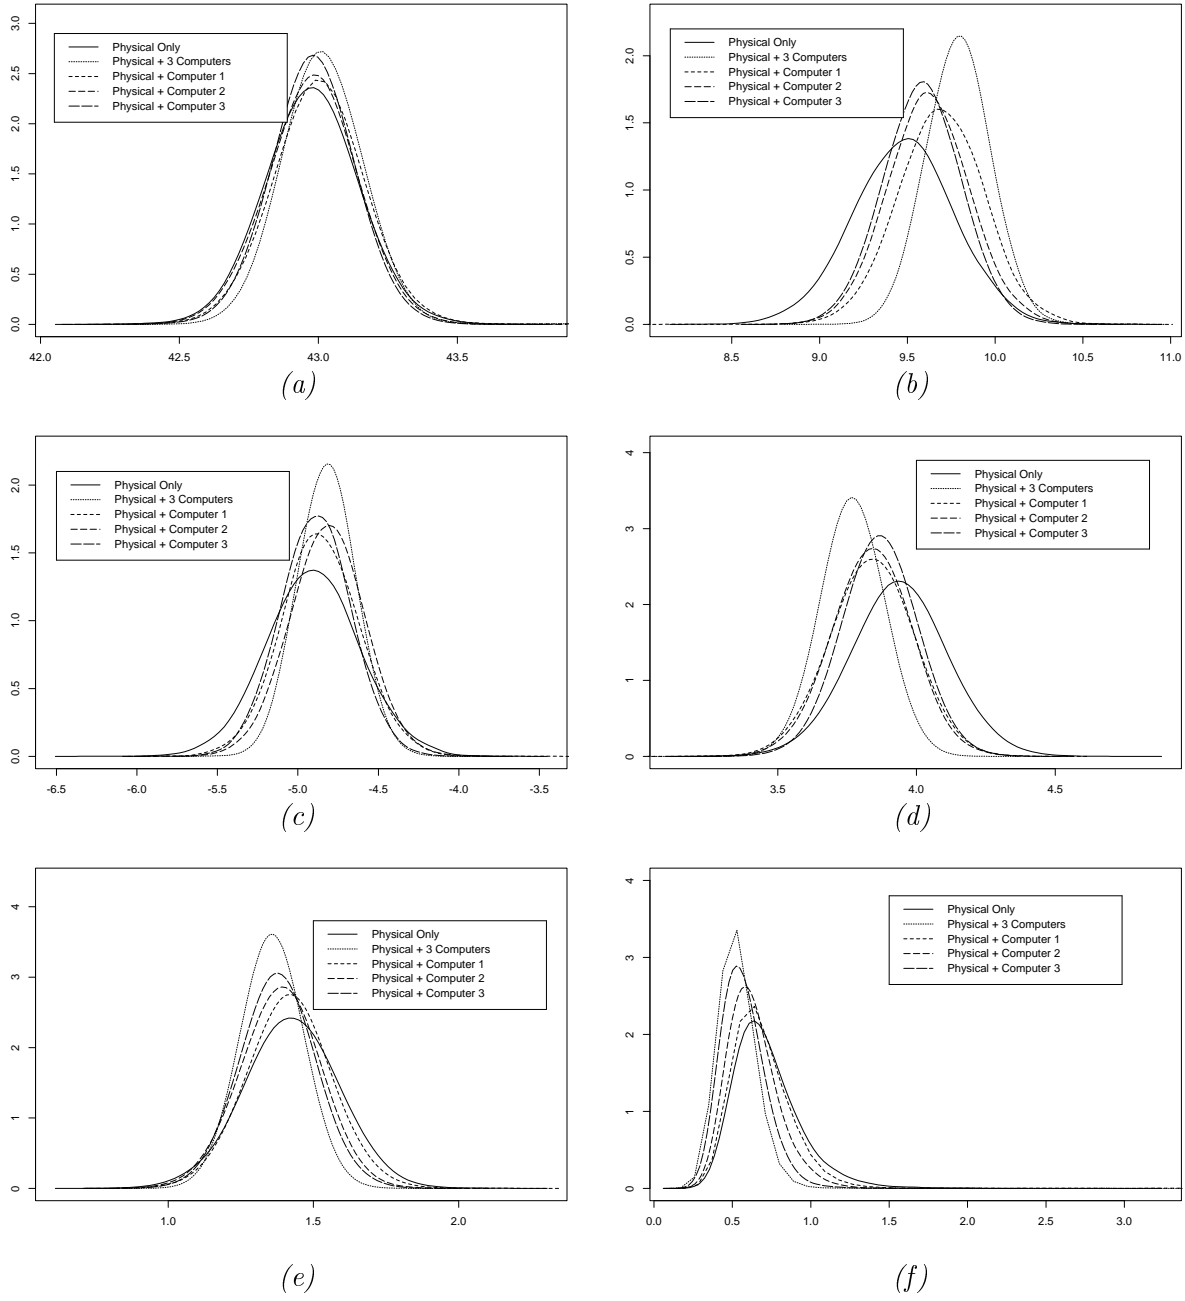 0.0 0.5 1.0 1.5 2.0 2.5 3.0
Physical Only
Physical + 3 Computers
Physical + Computer 1
Physical + Computer 2
Physical + Computer 3
42.0 42.5 43.0 43.5
(a)
0.0 0.5 1.0 1.5 2.0
Physical Only
Physical + 3 Computers
Physical + Computer 1
Physical + Computer 2
Physical + Computer 3
8.5 9.0 9.5 10.0 10.5 11.0
(b)
0.0 0.5 1.0 1.5 2.0
Physical Only
Physical + 3 Computers
Physical + Computer 1
Physical + Computer 2
Physical + Computer 3
-6.5 -6.0 -5.5 -5.0 -4.5 -4.0 -3.5
(c)
0 1 2 3 4
Physical Only
Physical + 3 Computers
Physical + Computer 1
Physical + Computer 2
Physical + Computer 3
3.5 4.0 4.5
(d)
0 1 2 3 4
Physical Only
Physical + 3 Computers
Physical + Computer 1
Physical + Computer 2
Physical + Computer 3
1.0 1.5 2.0
(e)
0 1 2 3 4
Physical Only
Physical + 3 Computers
Physical + Computer 1
Physical + Computer 2
Physical + Computer 3
0.0 0.5 1.0 1.5 2.0 2.5 3.0
(f)